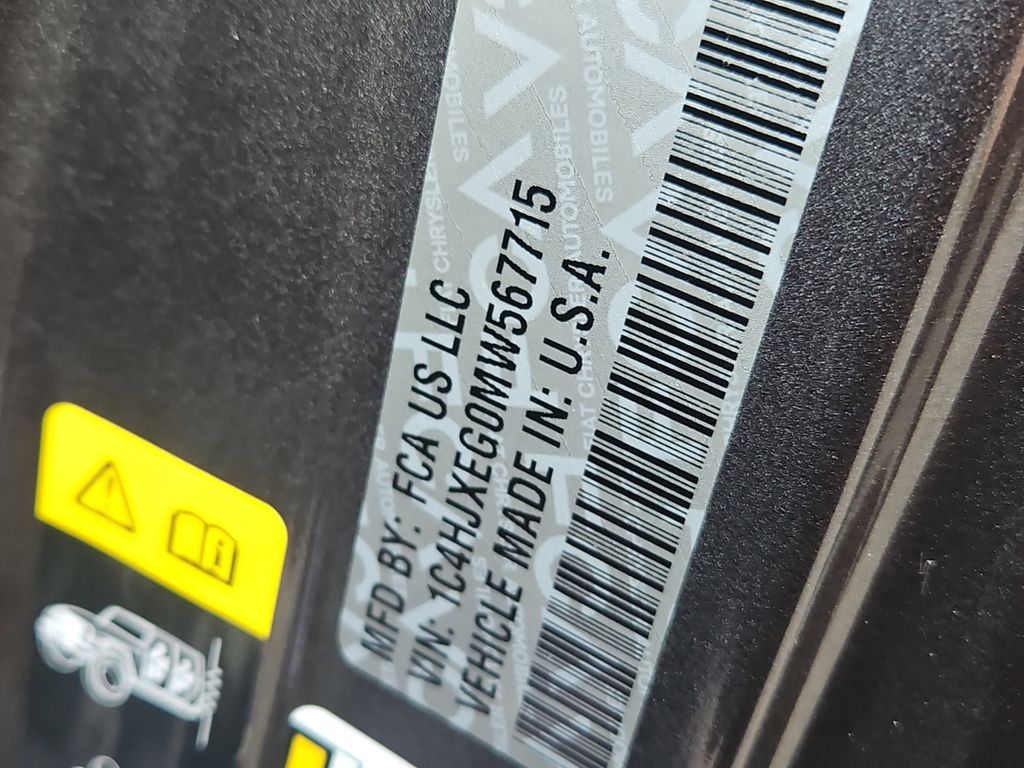 MFD BY: FCA US LLC
VIN: 1C4HJXEG0MW567715
VEHICLE MADE IN: U.S.A.